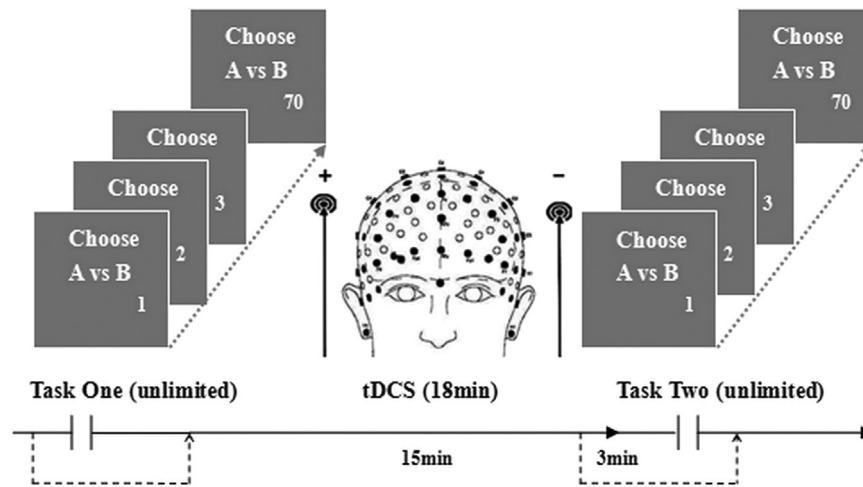 Choose
A vs B
70
Choose
3
Choose
2
Choose
A vs B
1
+
−
Choose
A vs B
70
Choose
3
Choose
2
Choose
A vs B
1
Task One (unlimited)
tDCS (18min)
Task Two (unlimited)
15min
3min